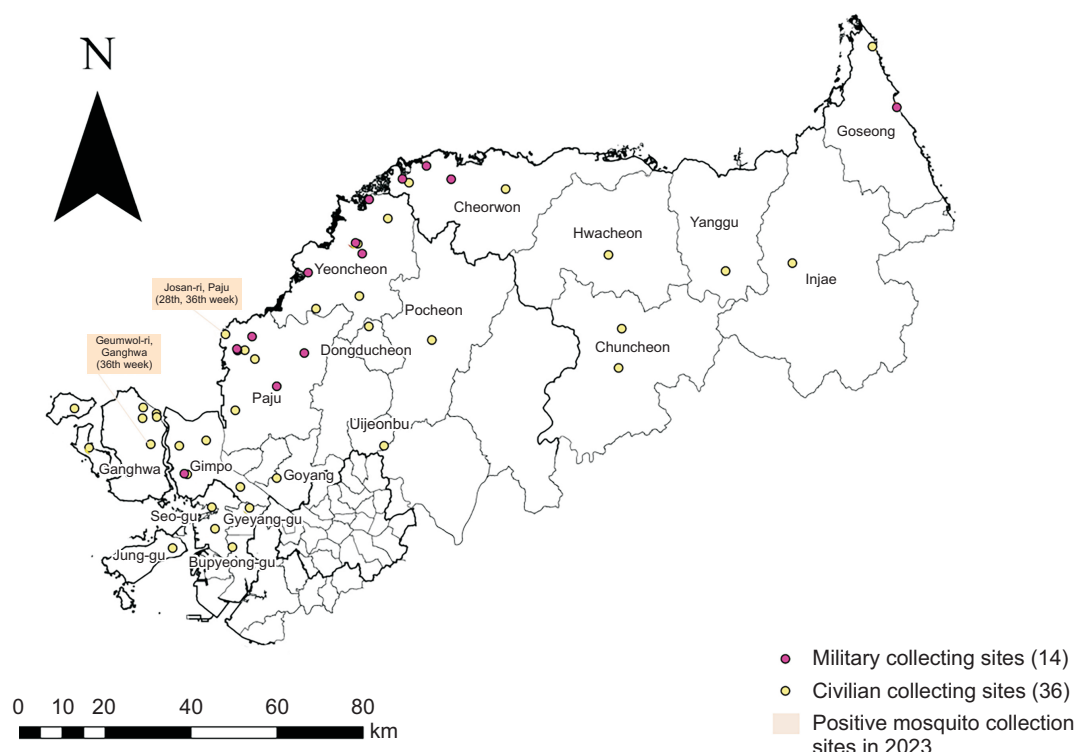 N
Goseong
Cheorwon
Yanggu
Hwacheon
Yeoncheon
Injae
Josan-ri, Paju
(28th, 36th week)
Pocheon
Geumwol-ri,
Ganghwa
(36th week)
Dongducheon
Chuncheon
Paju
Uijeonbu
Ganghwa
Gimpo
Goyang
Seo-gu
Gyeyang-gu
Jung-gu
Bupyeong-gu
Military collecting sites (14)
Civilian collecting sites (36)
Positive mosquito collection
sites in 2023
0 10 20 40 60 80
km